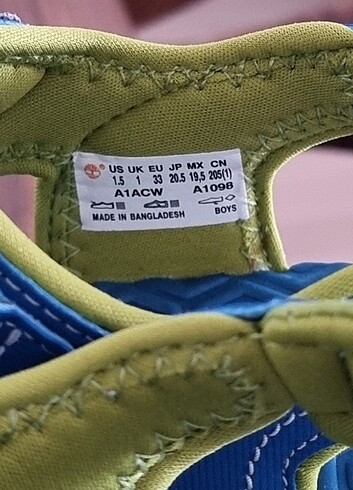 US UK EU JP MX CN
1.5 1 33 20.5 19,5 205(1)
A1ACW A1098
MADE IN BANGLADESH BOYS